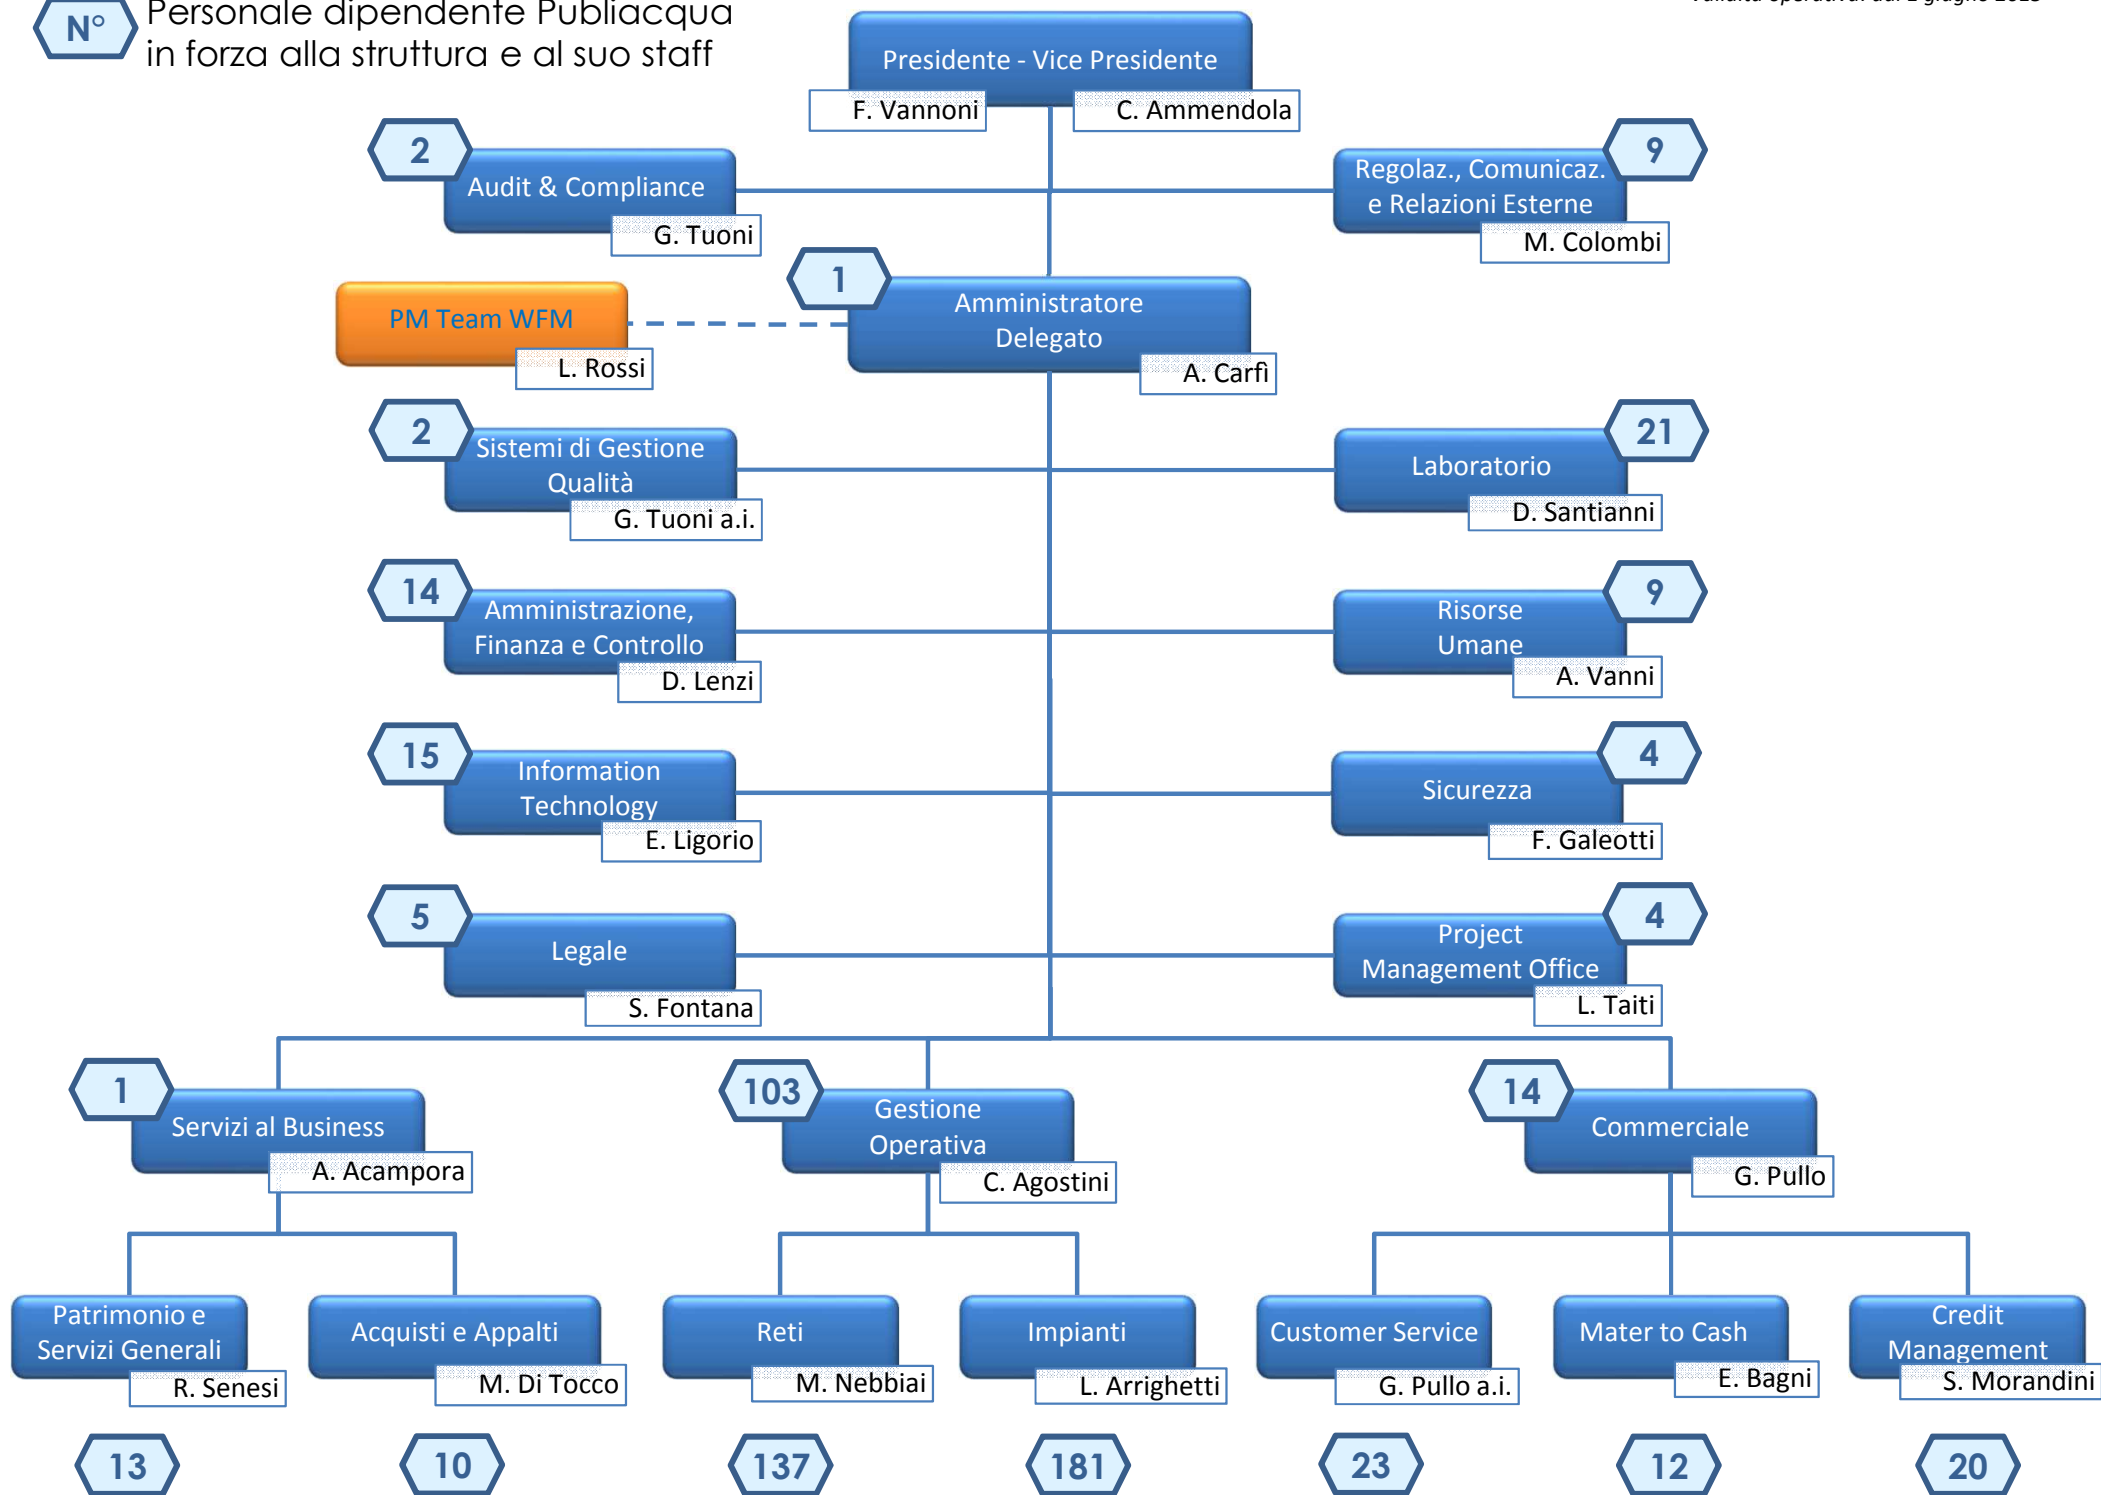 Personale dipendente Publiacqua
N°
in forza alla struttura e al suo staff
Presidente - Vice Presidente
F. Vannoni
C. Ammendola
2
Audit & Compliance
G. Tuoni
9
Regolaz., Comunicaz.
e Relazioni Esterne
M. Colombi
1
Amministratore
Delegato
A. Carfì
PM Team WFM
L. Rossi
2
Sistemi di Gestione
Qualità
G. Tuoni a.i.
21
Laboratorio
D. Santianni
14
Amministrazione,
Finanza e Controllo
D. Lenzi
9
Risorse
Umane
A. Vanni
15
Information
Technology
E. Ligorio
4
Sicurezza
F. Galeotti
5
Legale
S. Fontana
4
Project
Management Office
L. Taiti
1
Servizi al Business
A. Acampora
103
Gestione
Operativa
C. Agostini
14
Commerciale
G. Pullo
Patrimonio e
Servizi Generali
R. Senesi
Acquisti e Appalti
M. Di Tocco
Reti
M. Nebbiai
Impianti
L. Arrighetti
Customer Service
G. Pullo a.i.
Mater to Cash
E. Bagni
Credit
Management
S. Morandini
13
10
137
181
23
12
20